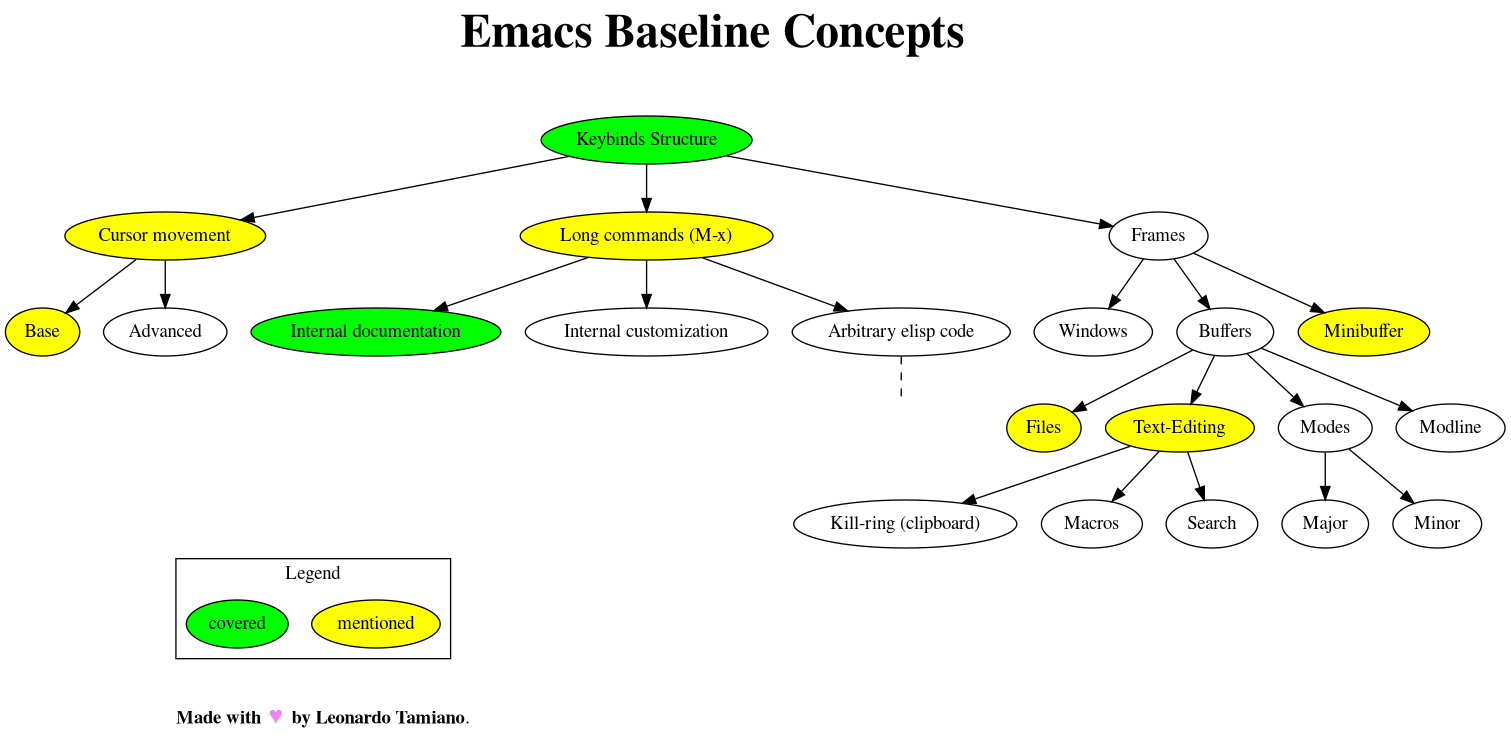 Emacs Baseline Concepts
Keybinds Structure
Cursor movement
Long commands (M-x)
Frames
Base
Advanced
Internal documentation
Internal customization
Arbitrary elisp code
Windows
Buffers
Minibuffer
Files
Text-Editing
Modes
Modline
Kill-ring (clipboard)
Macros
Search
Major
Minor
Legend
covered
mentioned
Made with ♥ by Leonardo Tamiano.